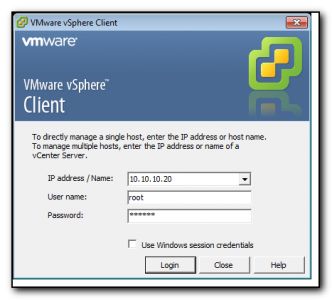 VMware vSphere Client
vmware
VMware vSphere™
Client
To directly manage a single host, enter the IP address or host name.
To manage multiple hosts, enter the IP address or name of a
vCenter Server.
IP address / Name: 10.10.10.20
User name: root
Password: ******
Use Windows session credentials
Login Close Help